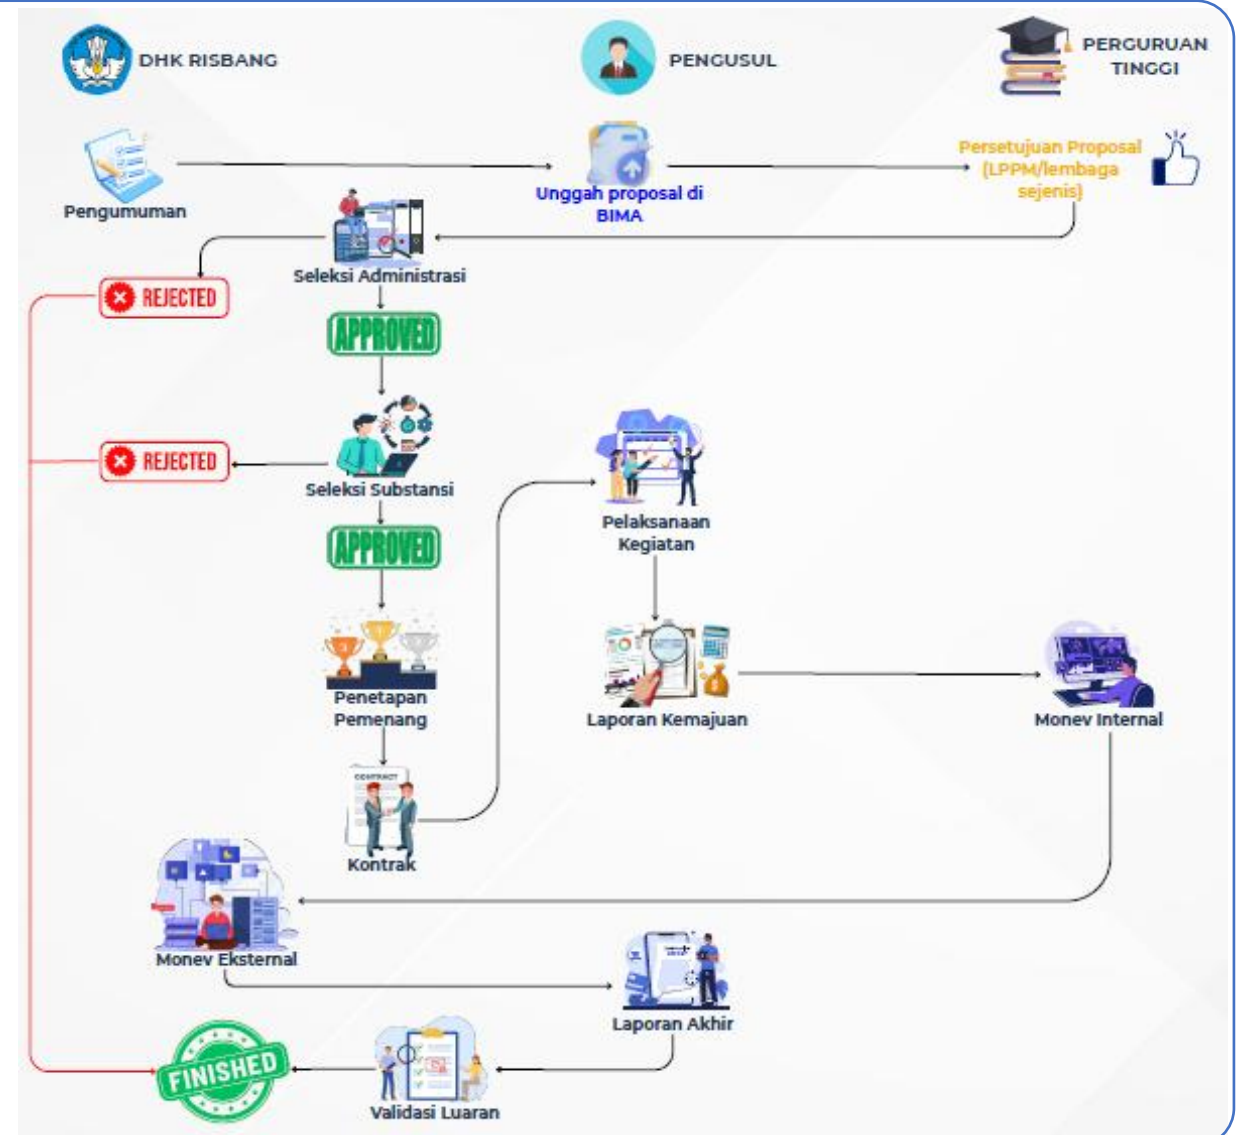 DHK RISBANG
PENGUSUL
PERGURUAN
TINGGI
Pengumuman
Unggah proposal di
BIMA
Persetujuan Proposal
(LPPM/lembaga
sejenis)
Seleksi Administrasi
REJECTED
APPROVED
Seleksi Substansi
REJECTED
APPROVED
Pelaksanaan
Kegiatan
Penetapan
Pemenang
Laporan Kemajuan
Monev Internal
CONTRACT
Kontrak
Monev Eksternal
Laporan Akhir
FINISHED
Validasi Luaran